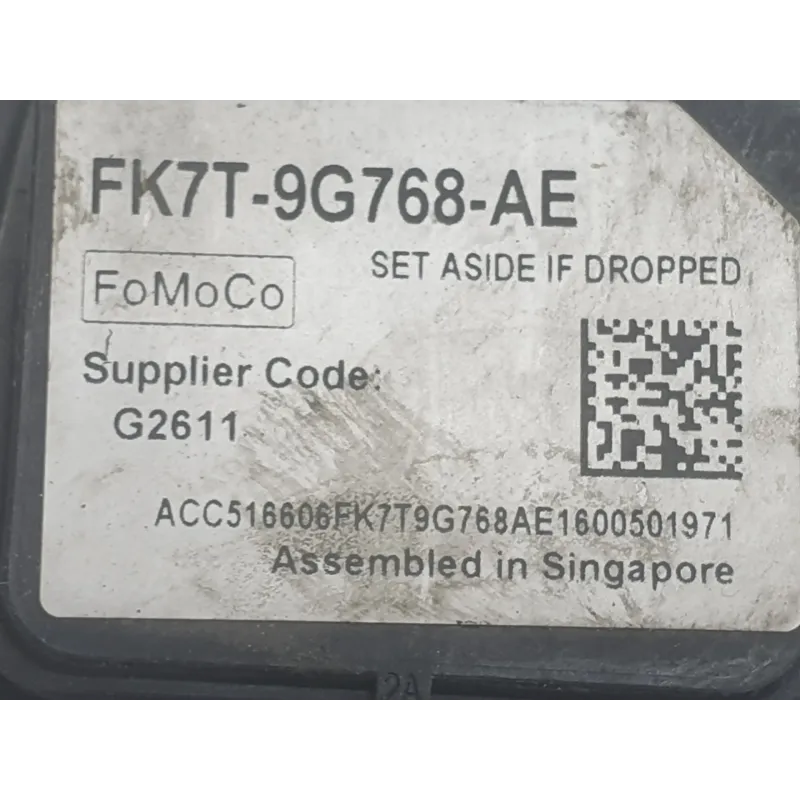 FK7T-9G768-AE
SET ASIDE IF DROPPED
FoMoCo
Supplier Code:
G2611
ACC516606FK7T9G768AE1600501971
Assembled in Singapore
2A